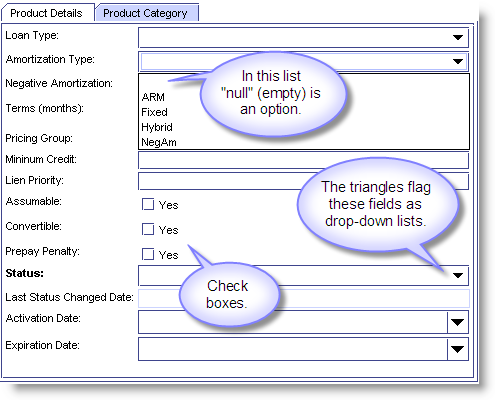 Product Details
Product Category
Loan Type:
Amortization Type:
Negative Amortization:
Terms (months):
Pricing Group:
ARM
Fixed
Hybrid
NegAm
In this list
"null" (empty) is
an option.
Mininum Credit:
Lien Priority:
Assumable:
Yes
Convertible:
Yes
Prepay Penalty:
Yes
The triangles flag
these fields as
drop-down lists.
Status:
Check
boxes.
Last Status Changed Date:
Activation Date:
Expiration Date: